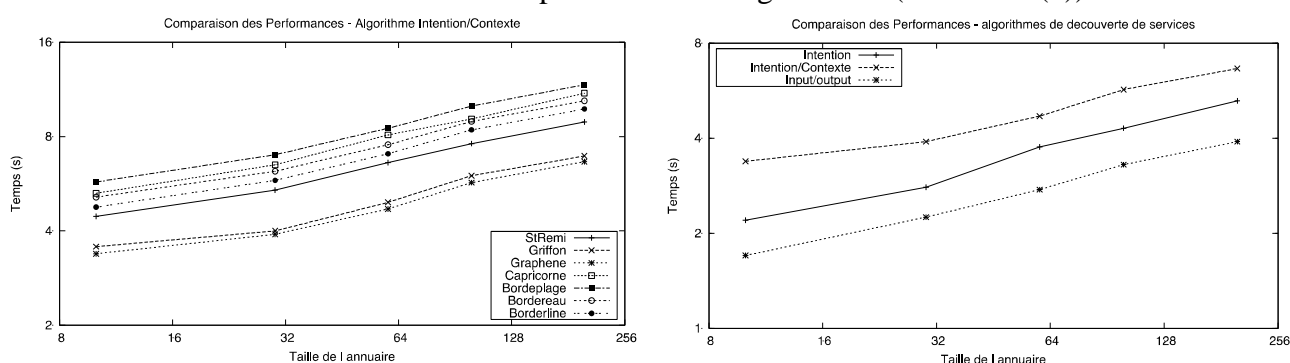 Comparaison des Performances - Algorithme Intention/Contexte
16
8
4
2
Temps (s)
StRemi
Griffon
Graphene
Capricorne
Bordeplage
Bordereau
Borderline
8
16
32
64
128
256
Taille de l annuaire
Comparaison des Performances - algorithmes de decouverte de services
8
4
2
1
Temps (s)
Intention
Intention/Contexte
Input/output
8
16
32
64
128
256
Taille de l annuaire